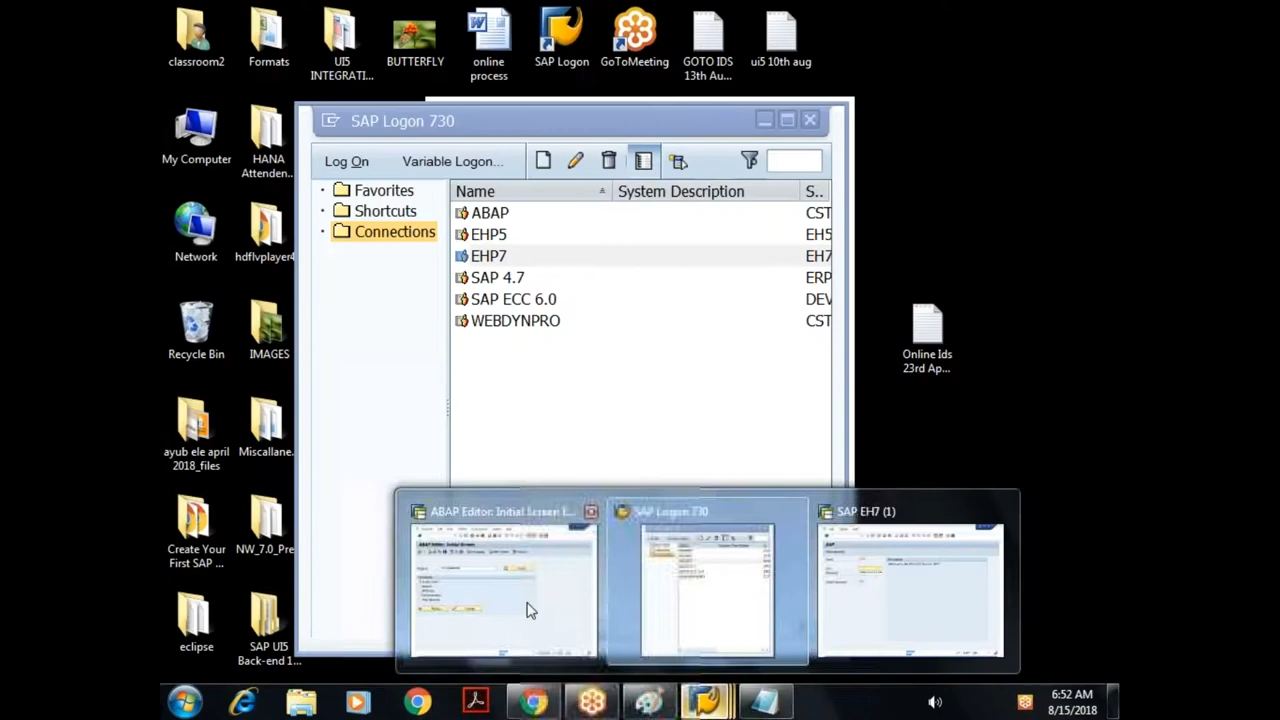 classroom2
Formats
UI5
INTEGRATI...
BUTTERFLY
online
process
SAP Logon
GoToMeeting
GOTO IDS
13th Au...
ui5 10th aug
My Computer
HANA
Attenden...
Network
hdflvplayer4
Recycle Bin
IMAGES
ayub ele april
2018_files
Miscallane...
Create Your
First SAP ...
NW_7.0_Pre
eclipse
SAP UI5
Back-end 1...
Online Ids
23rd Ap...
SAP Logon 730
Log On
Variable Logon...
Favorites
Shortcuts
Connections
Name
System Description
S..
ABAP
CST
EHP5
EH5
EHP7
EH7
SAP 4.7
ERP
SAP ECC 6.0
DEV
WEBDYNPRO
CST
ABAP Editor: Initial Screen
SAP Logon 730
SAP EH7 (1)
6:52 AM
8/15/2018